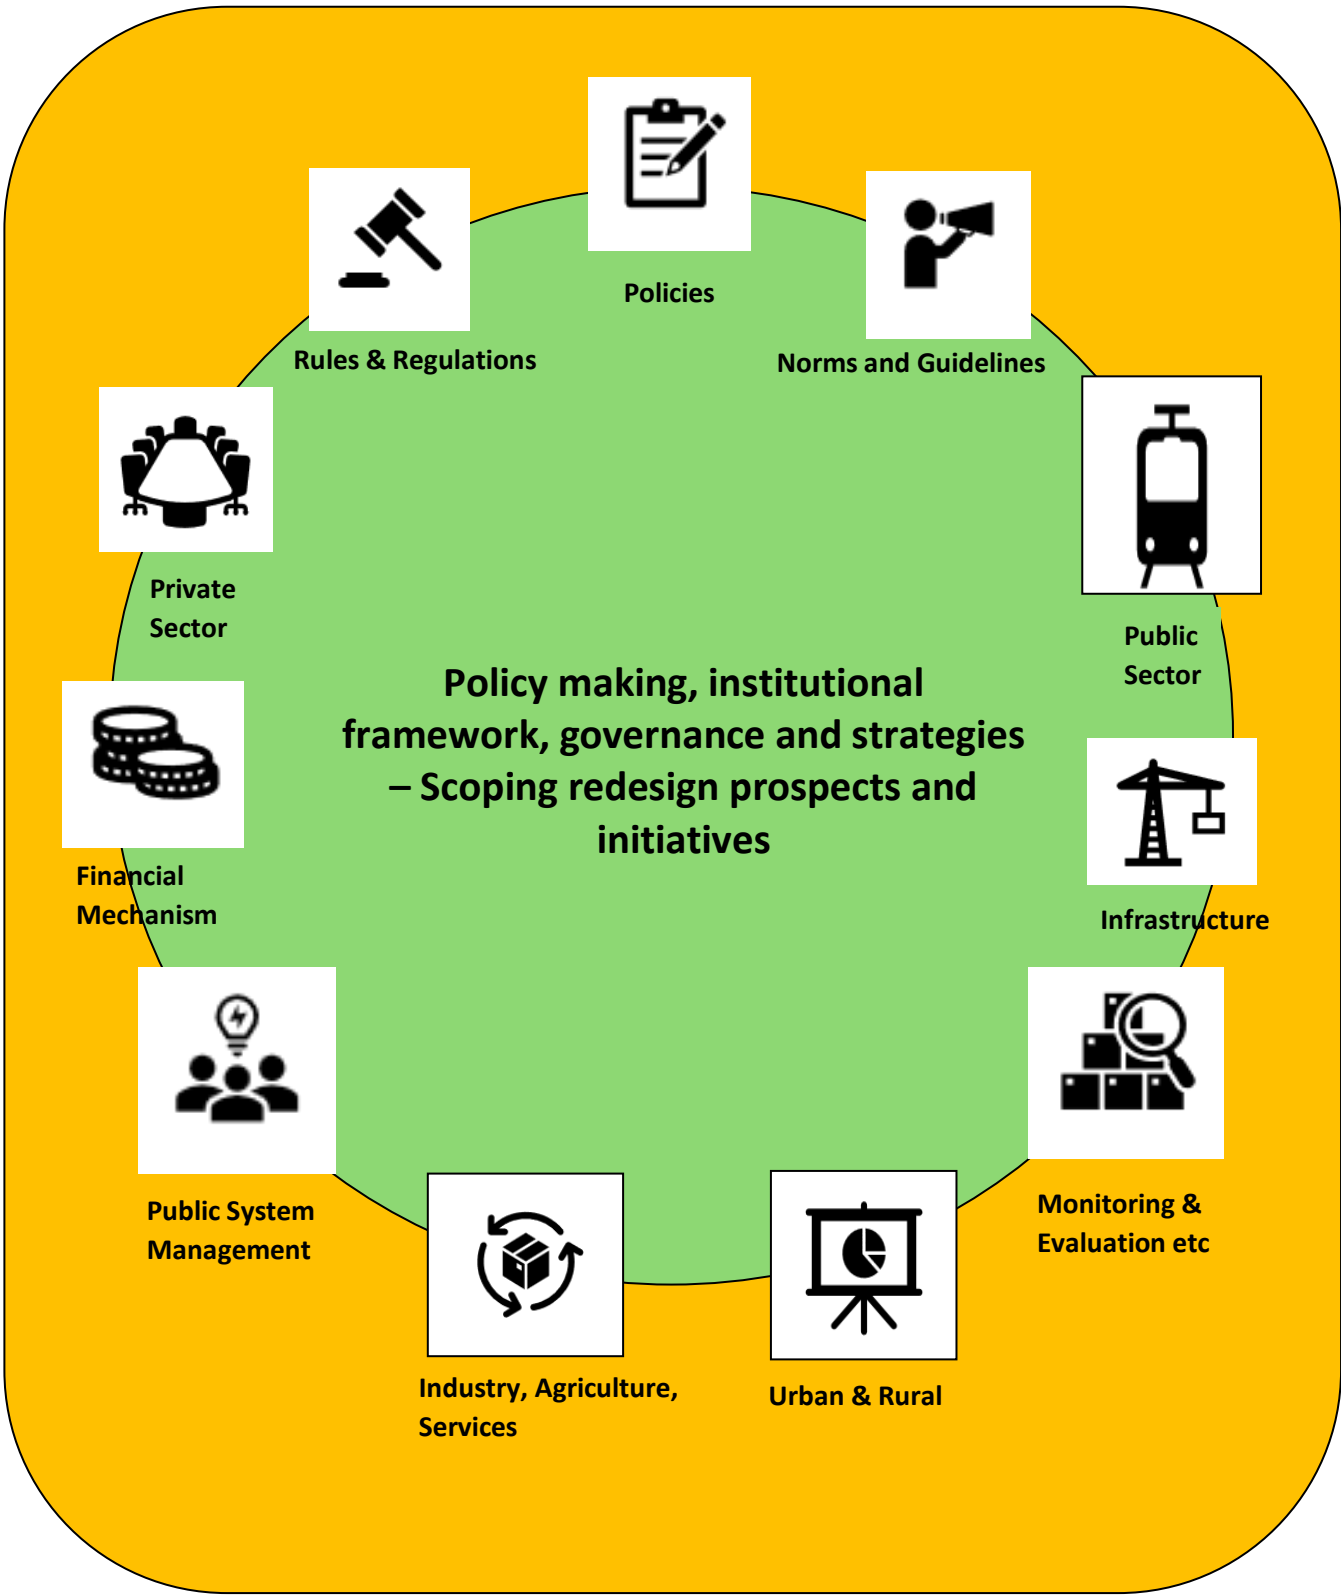 Policies
Rules & Regulations
Norms and Guidelines
Private
Sector
Public
Sector
Policy making, institutional
framework, governance and strategies
– Scoping redesign prospects and
initiatives
Financial
Mechanism
Infrastructure
Public System
Management
Monitoring &
Evaluation etc
Industry, Agriculture,
Services
Urban & Rural